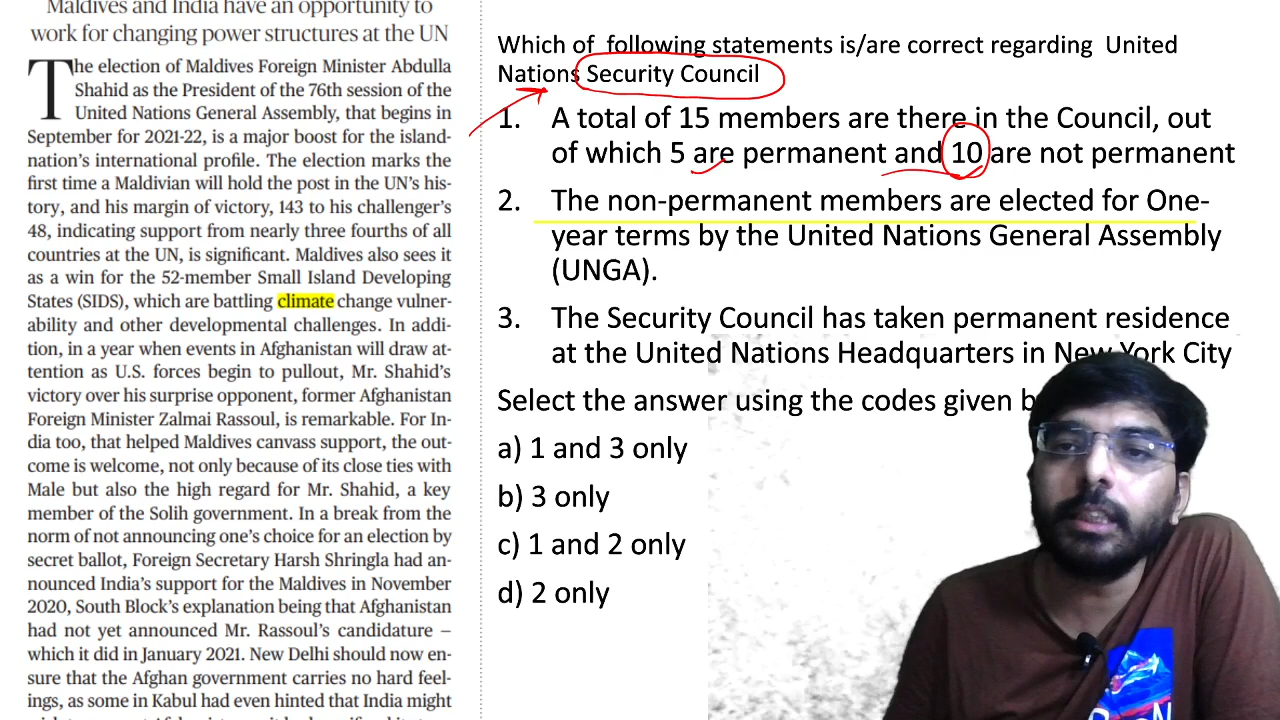 Maldives and India have an opportunity to
work for changing power structures at the UN
The election of Maldives Foreign Minister Abdulla
Shahid as the President of the 76th session of the
United Nations General Assembly, that begins in
September for 2021-22, is a major boost for the island-
nation's international profile. The election marks the
first time a Maldivian will hold the post in the UN's his-
tory, and his margin of victory, 143 to his challenger's
48, indicating support from nearly three fourths of all
countries at the UN, is significant. Maldives also sees it
as a win for the 52-member Small Island Developing
States (SIDS), which are battling climate change vulner-
ability and other developmental challenges. In addi-
tion, in a year when events in Afghanistan will draw at-
tention as U.S. forces begin to pullout, Mr. Shahid's
victory over his surprise opponent, former Afghanistan
Foreign Minister Zalmai Rassoul, is remarkable. For In-
dia too, that helped Maldives canvass support, the out-
come is welcome, not only because of its close ties with
Male but also the high regard for Mr. Shahid, a key
member of the Solih government. In a break from the
norm of not announcing one's choice for an election by
secret ballot, Foreign Secretary Harsh Shringla had an-
nounced India's support for the Maldives in November
2020, South Block's explanation being that Afghanistan
had not yet announced Mr. Rassoul's candidature –
which it did in January 2021. New Delhi should now en-
sure that the Afghan government carries no hard feel-
ings, as some in Kabul had even hinted that India might
Which of following statements is/are correct regarding United
Nations Security Council
1. A total of 15 members are there in the Council, out
of which 5 are permanent and 10 are not permanent
2. The non-permanent members are elected for One-
year terms by the United Nations General Assembly
(UNGA).
3. The Security Council has taken permanent residence
at the United Nations Headquarters in New York City
Select the answer using the codes given
a) 1 and 3 only
b) 3 only
c) 1 and 2 only
d) 2 only